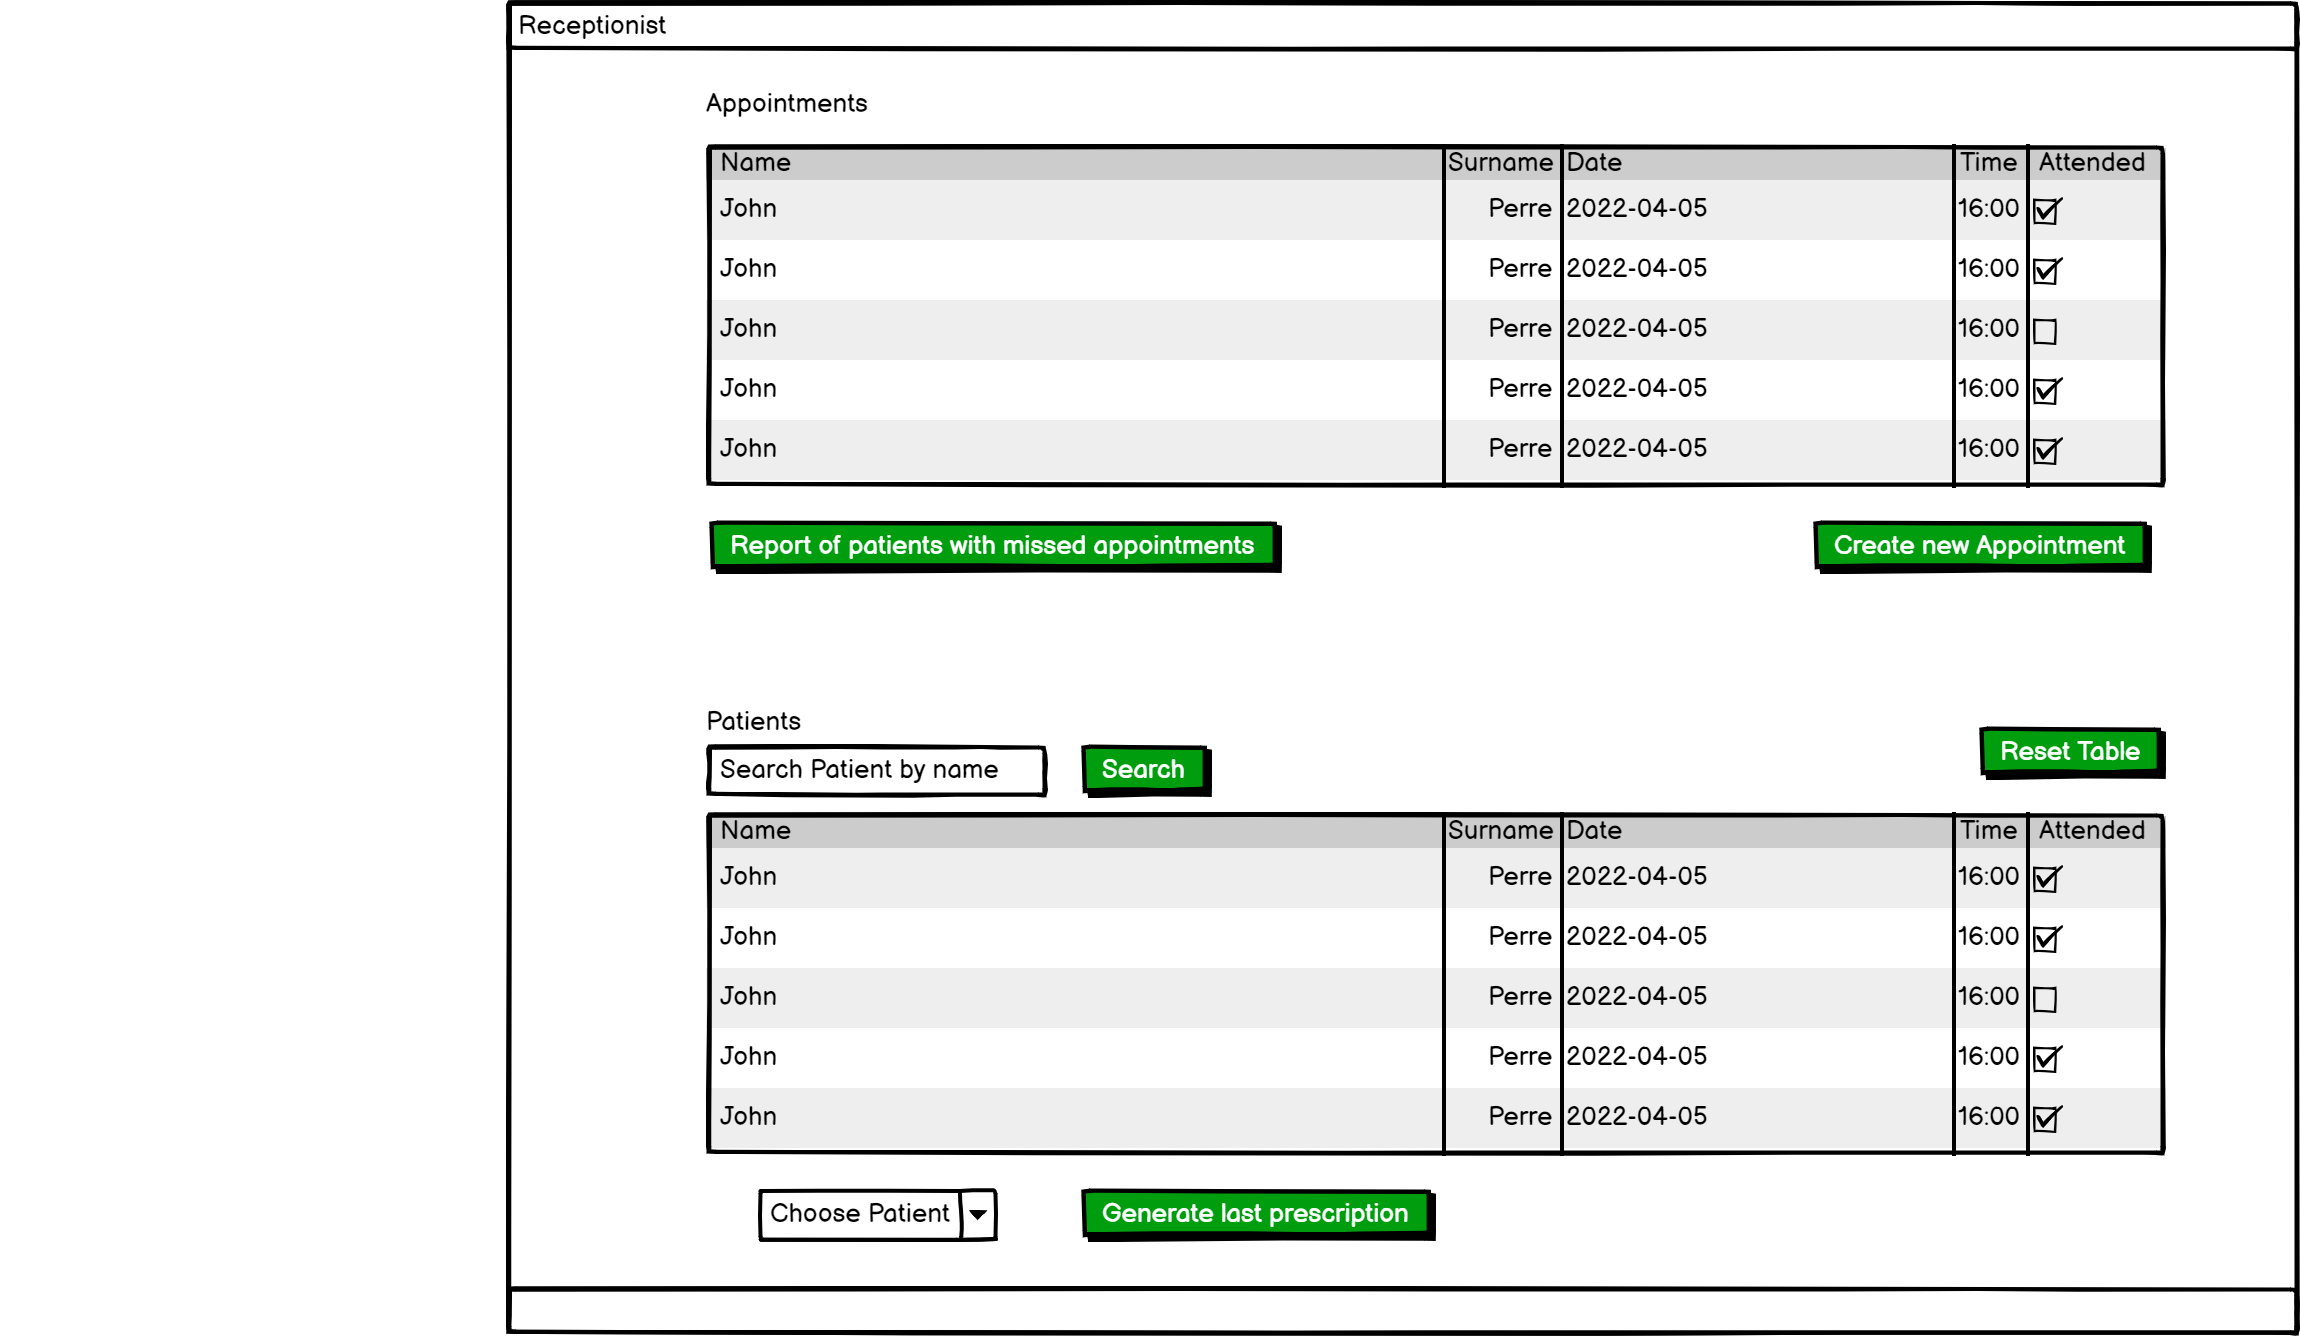 Receptionist
Appointments
Name Surname Date Time Attended
John Perre 2022-04-05 16:00
John Perre 2022-04-05 16:00
John Perre 2022-04-05 16:00
John Perre 2022-04-05 16:00
John Perre 2022-04-05 16:00
Report of patients with missed appointments Create new Appointment
Patients
Reset Table
Search Patient by name Search
Name Surname Date Time Attended
John Perre 2022-04-05 16:00
John Perre 2022-04-05 16:00
John Perre 2022-04-05 16:00
John Perre 2022-04-05 16:00
John Perre 2022-04-05 16:00
Choose Patient Generate last prescription